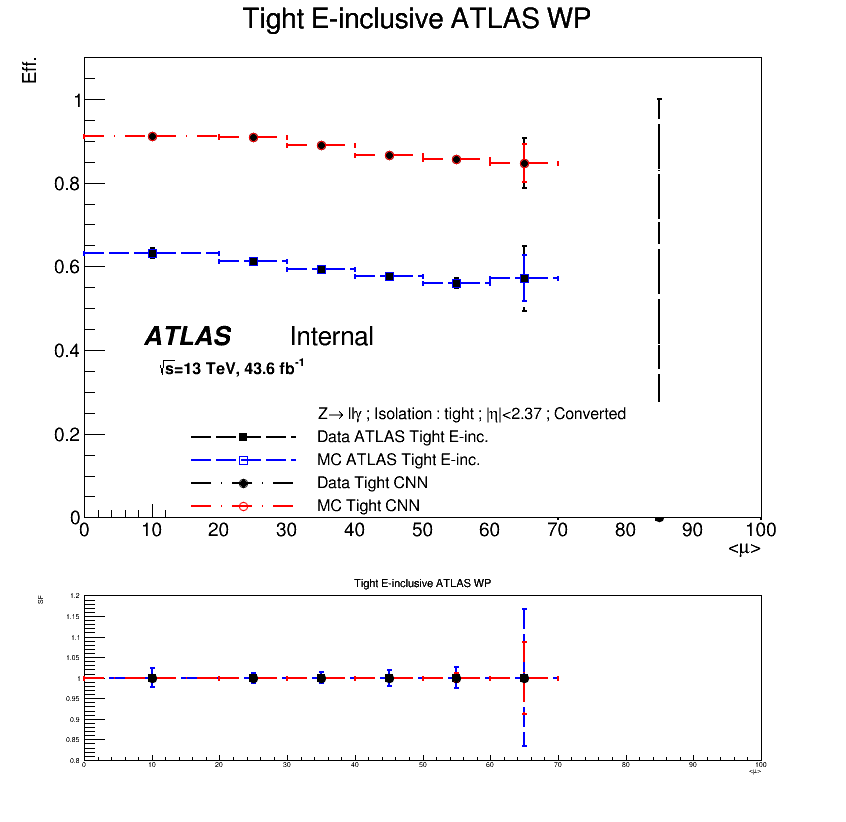 Tight E-inclusive ATLAS WP
Eff.
1
0.8
0.6
0.4
0.2
0
ATLAS Internal
√s=13 TeV, 43.6 fb⁻¹
Z→ llγ ; Isolation : tight ; |η|<2.37 ; Converted
Data ATLAS Tight E-inc.
MC ATLAS Tight E-inc.
Data Tight CNN
MC Tight CNN
0 10 20 30 40 50 60 70 80 90 100
<μ>
Tight E-inclusive ATLAS WP
SF
1.2
1.15
1.1
1.05
1
0.95
0.9
0.85
0.8
0 10 20 30 40 50 60 70 80 90 100
<μ>